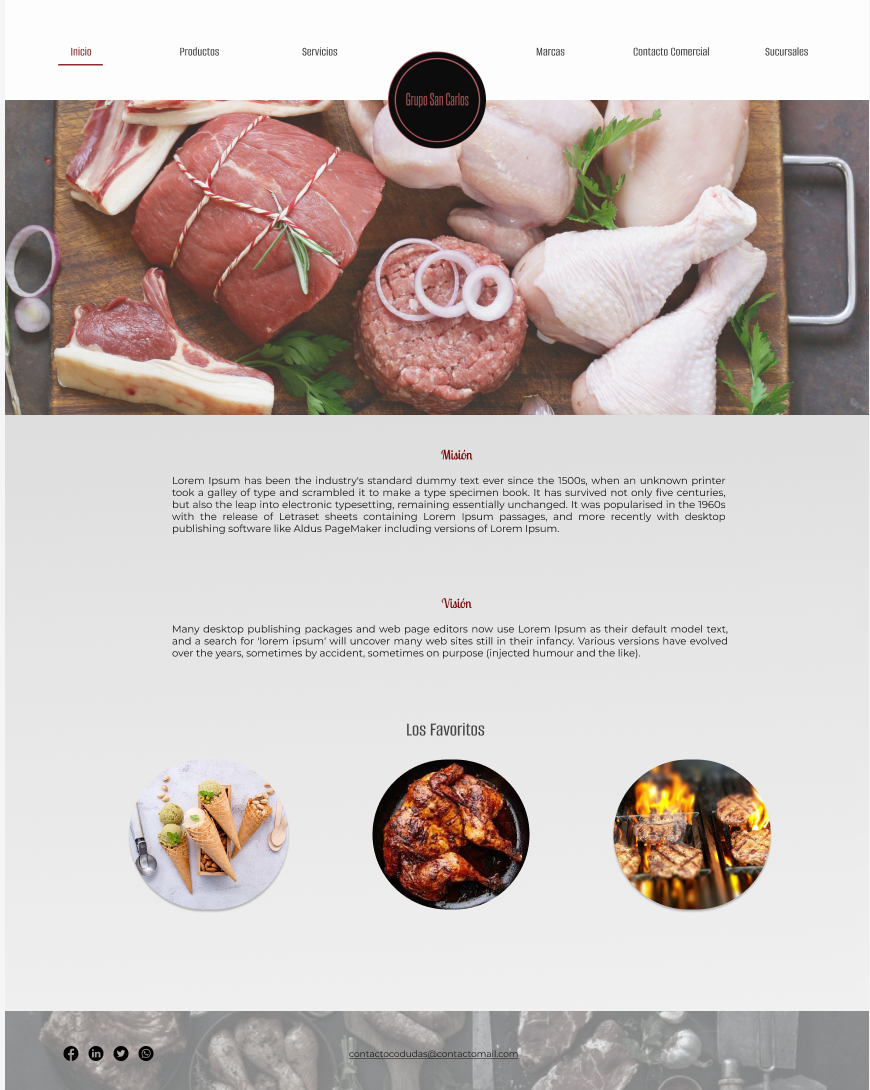 Inicio
Productos
Servicios
Marcas
Contacto Comercial
Sucursales
Grupo San Carlos
Misión
Lorem Ipsum has been the industry's standard dummy text ever since the 1500s, when an unknown printer
took a galley of type and scrambled it to make a type specimen book. It has survived not only five centuries,
but also the leap into electronic typesetting, remaining essentially unchanged. It was popularised in the 1960s
with the release of Letraset sheets containing Lorem Ipsum passages, and more recently with desktop
publishing software like Aldus PageMaker including versions of Lorem Ipsum.
Visión
Many desktop publishing packages and web page editors now use Lorem Ipsum as their default model text,
and a search for 'lorem ipsum' will uncover many web sites still in their infancy. Various versions have evolved
over the years, sometimes by accident, sometimes on purpose (injected humour and the like).
Los Favoritos
contactocodudas@contactomail.com